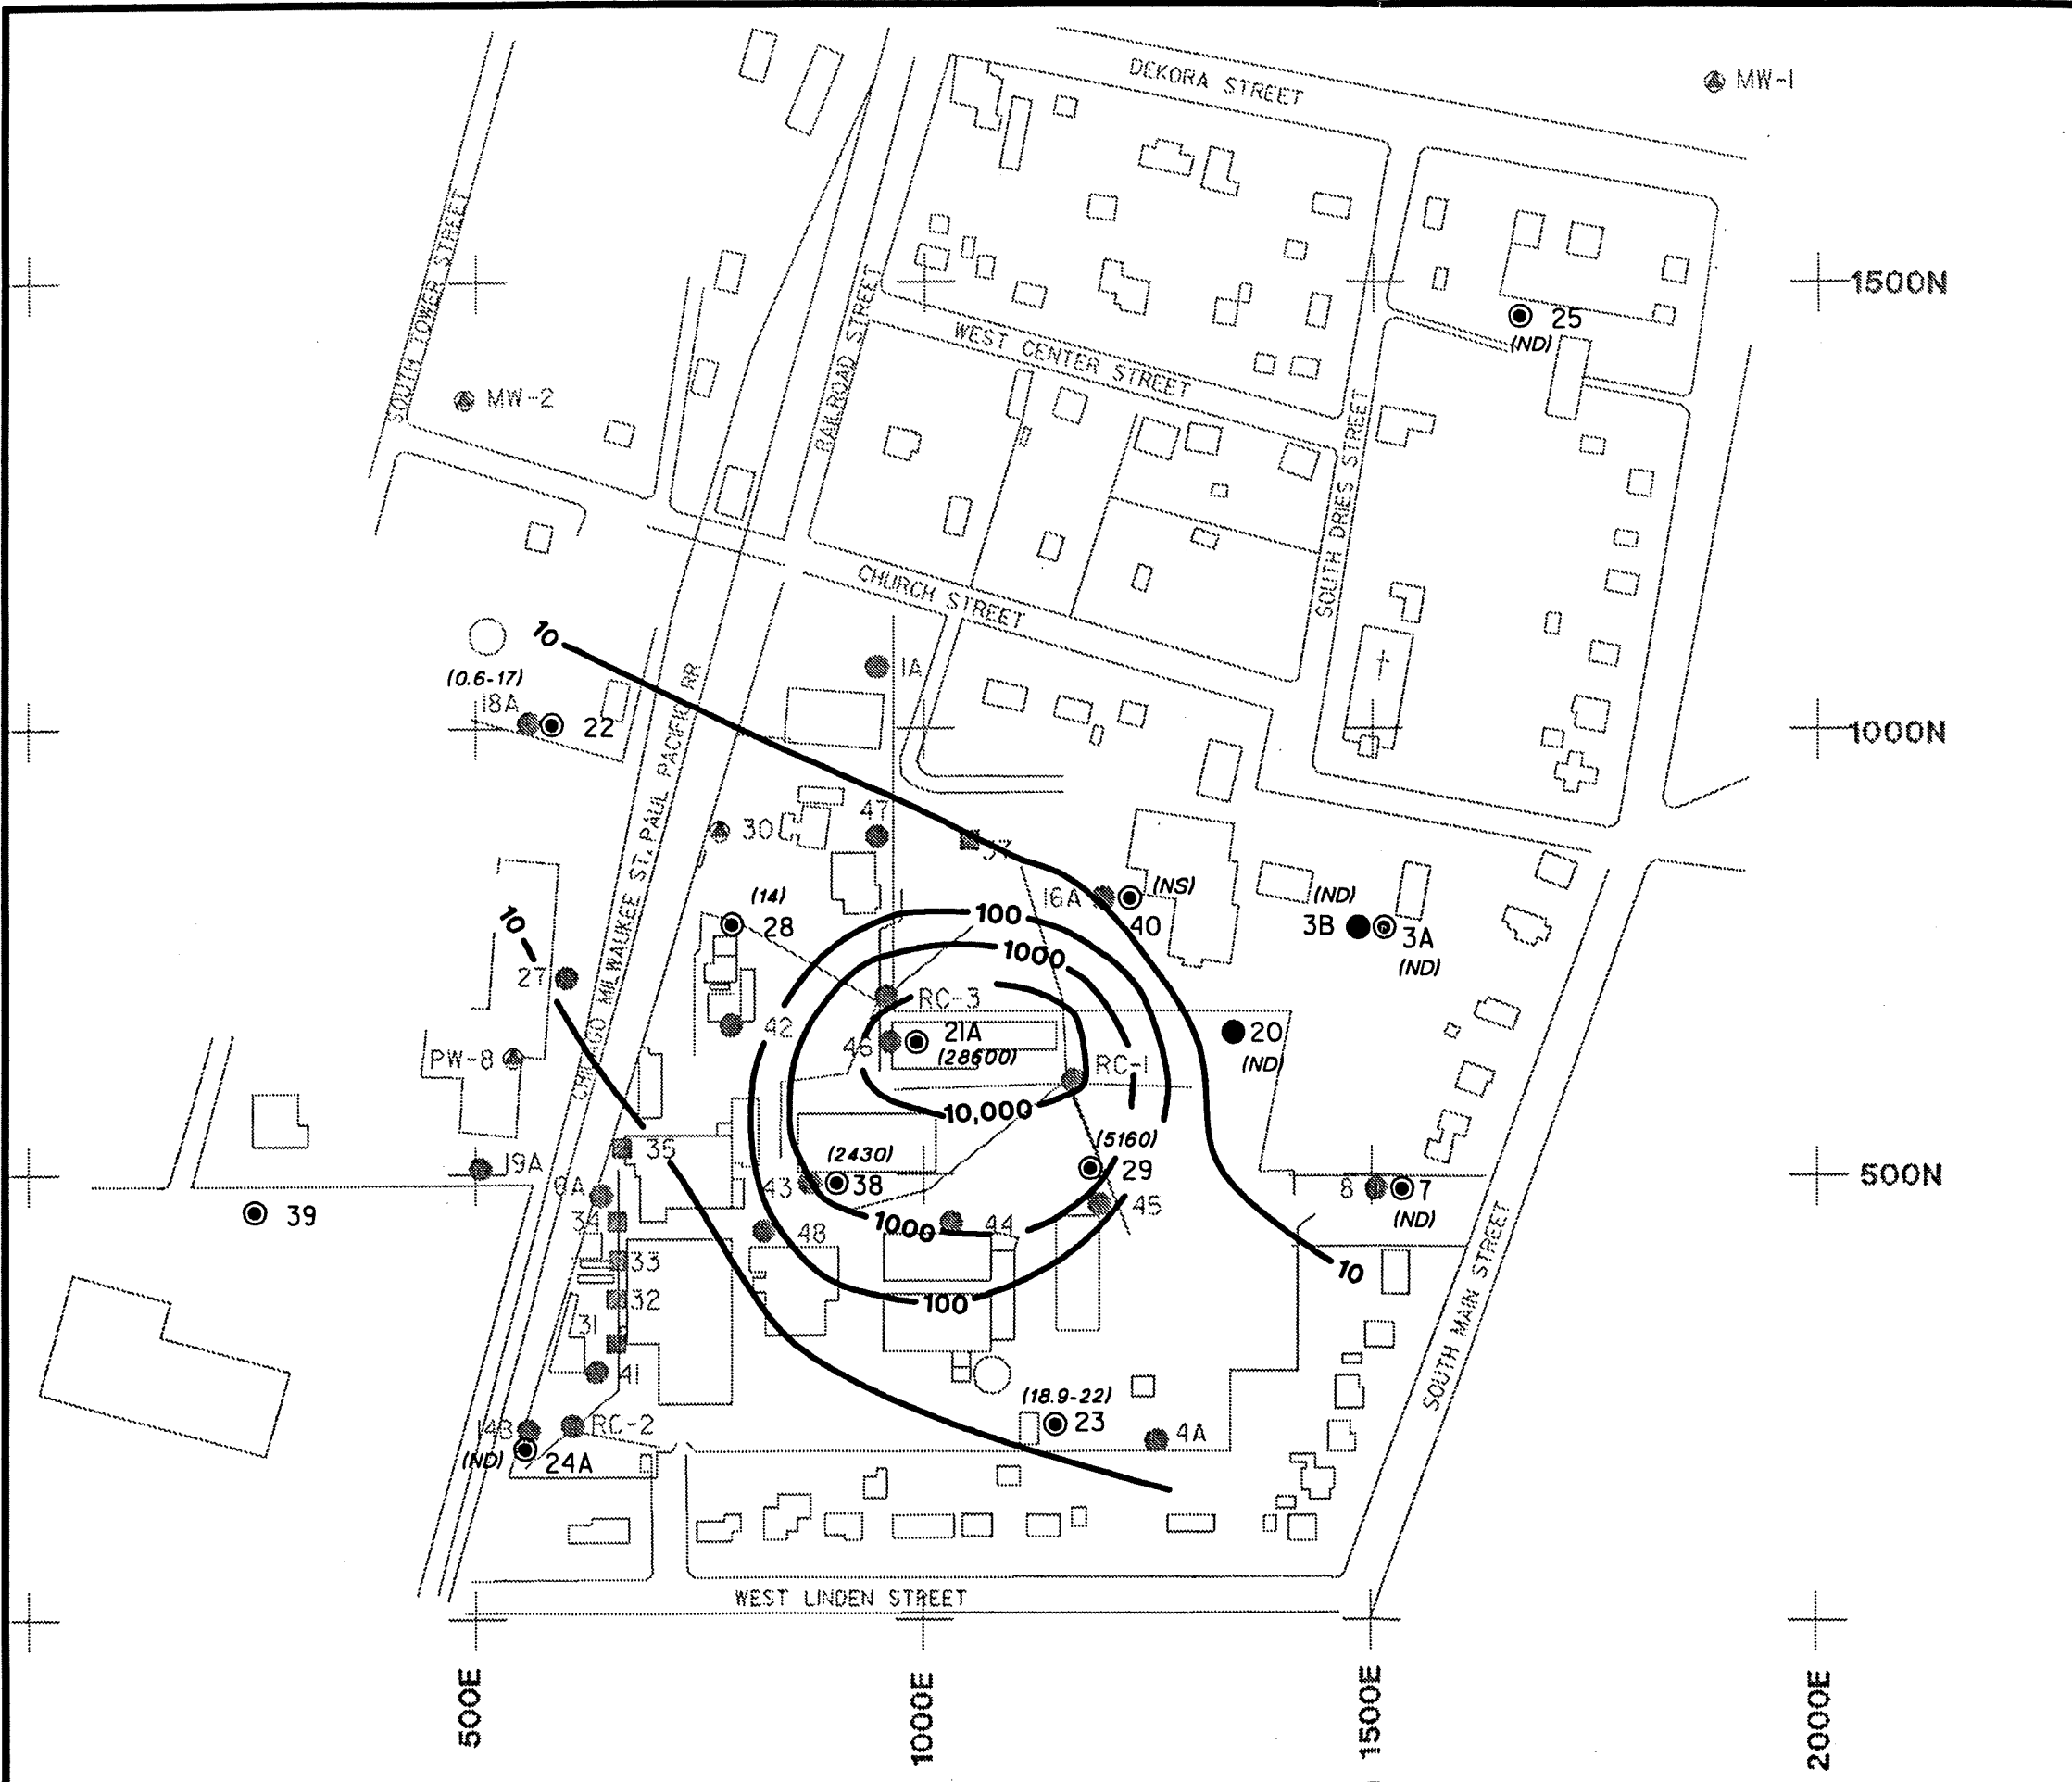 DEKORA STREET
MW-1
SOUTH TOWER STREET
1500N
RAILROAD STREET
25
(ND)
WEST CENTER STREET
MW-2
SOUTH DRIES STREET
CHURCH STREET
10
1A
(0.6-17)
18A
22
1000N
CHICAGO MILWAUKEE ST. PAUL PACIFIC RR.
47
30
37
(14)
28
16A
(NS)
40
(ND)
3B
3A
(ND)
10
100
1000
27
RC-3
42
21A
46
(28600)
20
(ND)
PW-8
RC-1
10,000
(5160)
29
35
(2430)
19A
43
38
500N
6A
8
7
(ND)
39
34
1000
44
45
48
33
10
32
100
31
SOUTH MAIN STREET
41
(18.9-22)
23
14B
RC-2
4A
(ND)
24A
WEST LINDEN STREET
500E
1000E
1500E
2000E